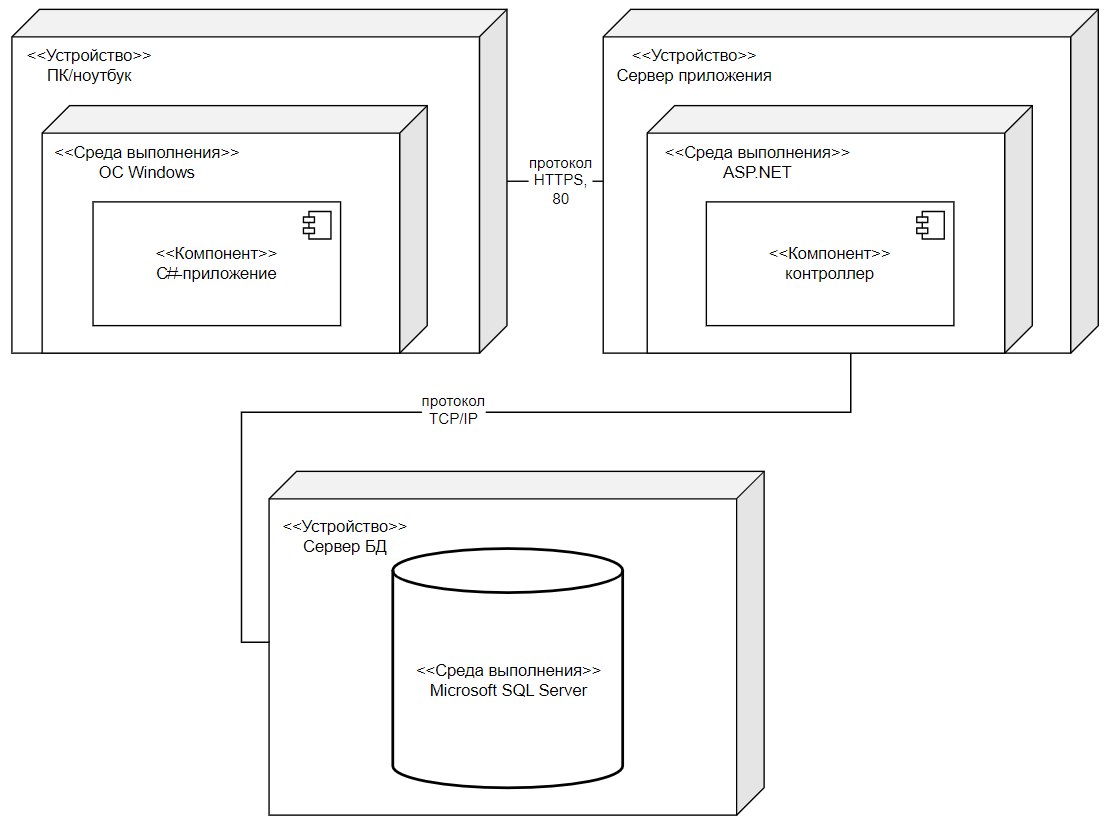 <<Устройство>>
ПК/ноутбук
<<Среда выполнения>>
ОС Windows
<<Компонент>>
C#-приложение
протокол
HTTPS,
80
<<Устройство>>
Сервер приложения
<<Среда выполнения>>
ASP.NET
<<Компонент>>
контроллер
протокол
TCP/IP
<<Устройство>>
Сервер БД
<<Среда выполнения>>
Microsoft SQL Server